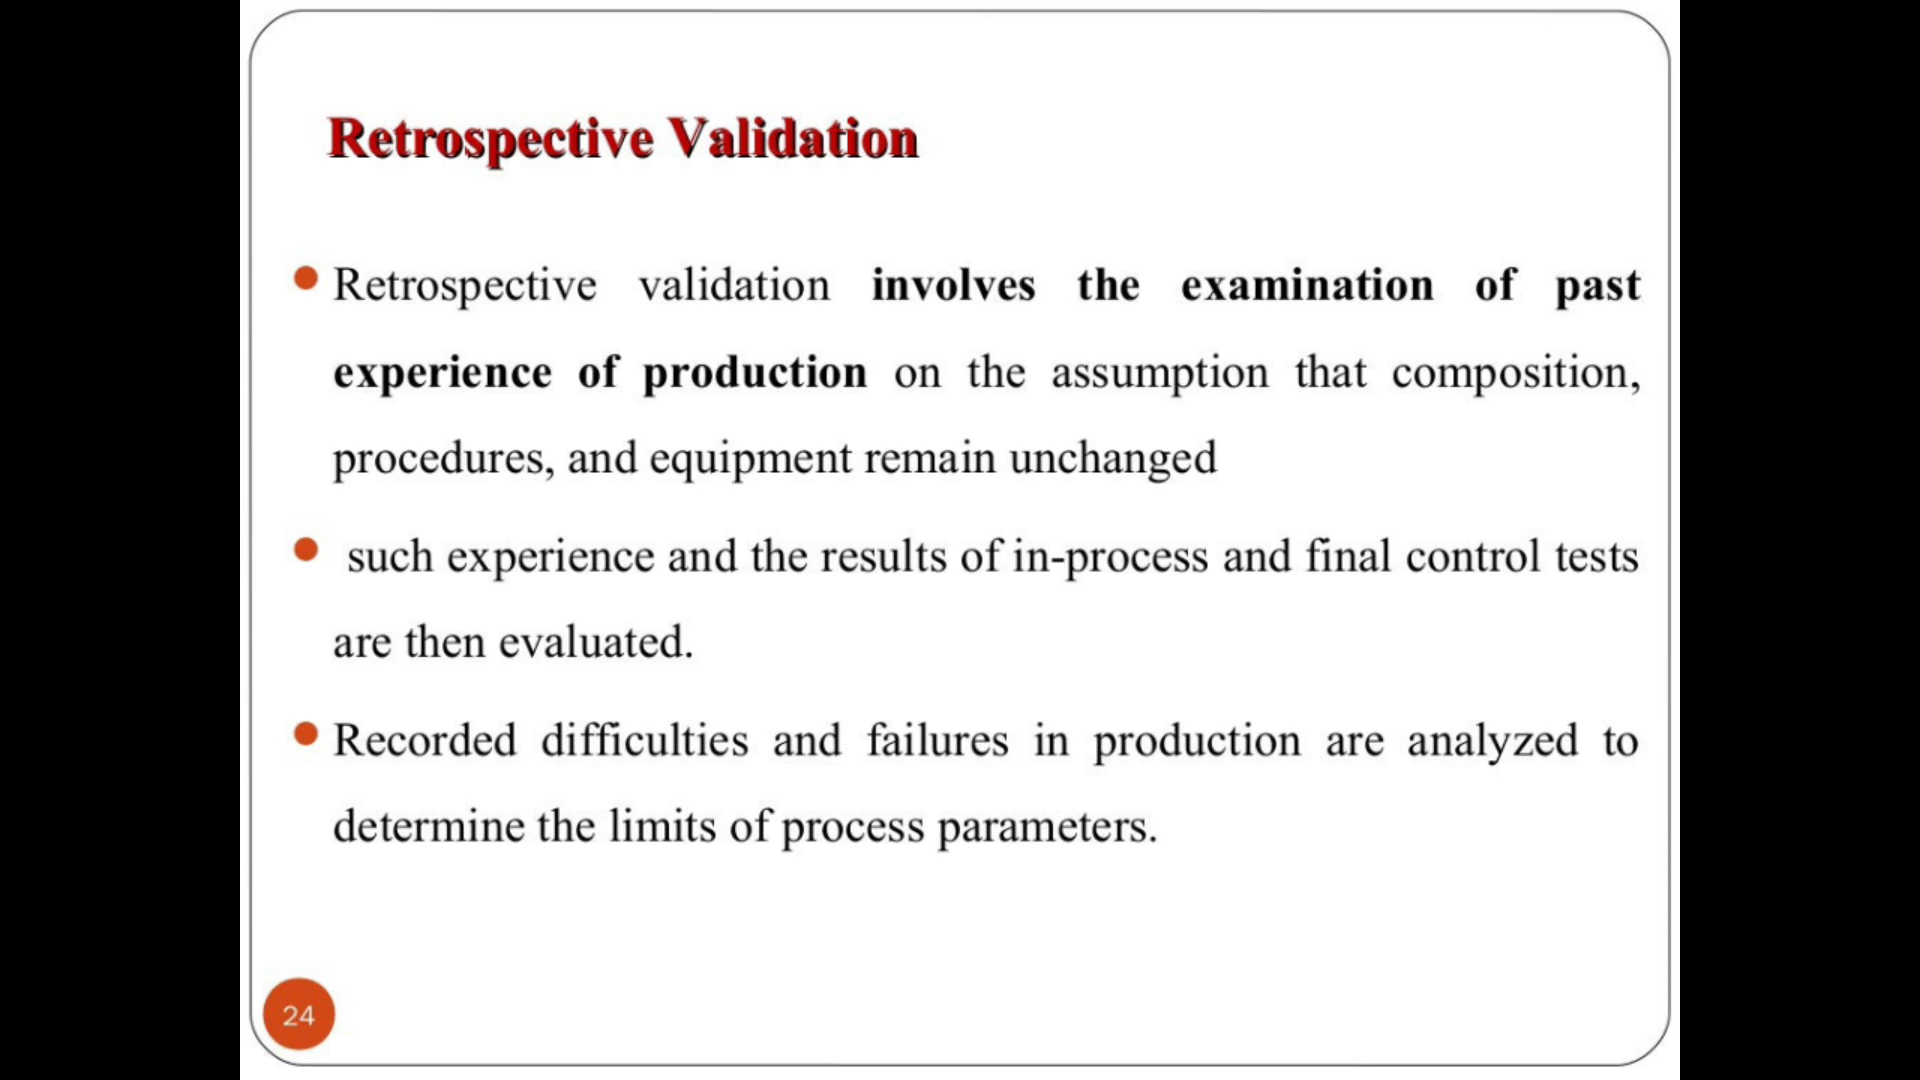 Retrospective Validation
Retrospective validation involves the examination of past
experience of production on the assumption that composition,
procedures, and equipment remain unchanged
such experience and the results of in-process and final control tests
are then evaluated.
Recorded difficulties and failures in production are analyzed to
determine the limits of process parameters.
24